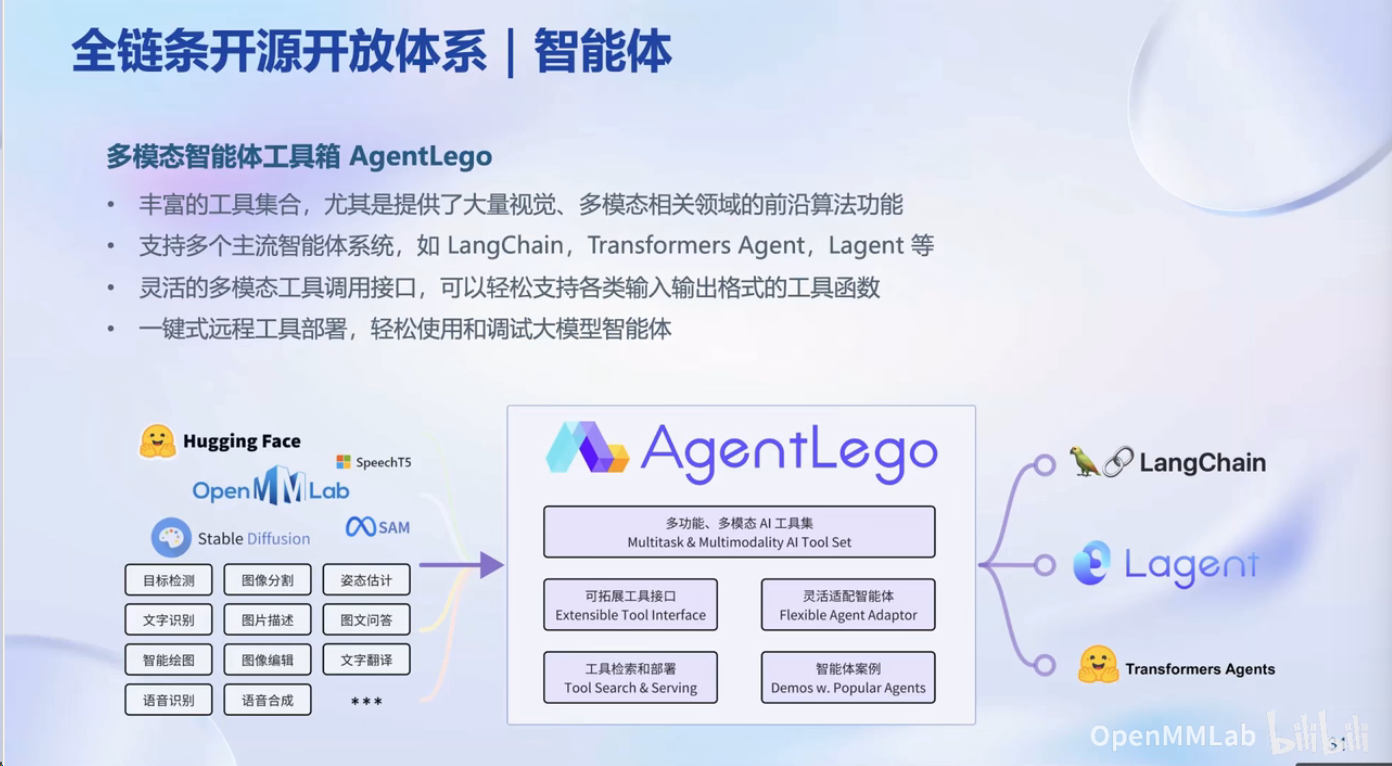 全链条开源开放体系 | 智能体
多模态智能体工具箱 AgentLego
• 丰富的工具集合，尤其是提供了大量视觉、多模态相关领域的前沿算法功能
• 支持多个主流智能体系统，如 LangChain，Transformers Agent，Lagent 等
• 灵活的多模态工具调用接口，可以轻松支持各类输入输出格式的工具函数
• 一键式远程工具部署，轻松使用和调试大模型智能体
Hugging Face
SpeechT5
OpenMMLab
Stable Diffusion
SAM
目标检测 图像分割 姿态估计
文字识别 图片描述 图文问答
智能绘图 图像编辑 文字翻译
语音识别 语音合成 ***
AgentLego
多功能、多模态 AI 工具集
Multitask & Multimodality AI Tool Set
可拓展工具接口
Extensible Tool Interface
灵活适配智能体
Flexible Agent Adaptor
工具检索和部署
Tool Search & Serving
智能体案例
Demos w. Popular Agents
LangChain
Lagent
Transformers Agents
OpenMMLab bilibili